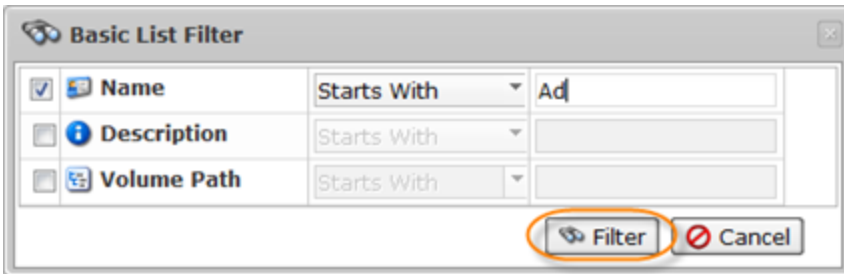 Basic List Filter
Name Starts With Ad
Description Starts With
Volume Path Starts With
Filter Cancel